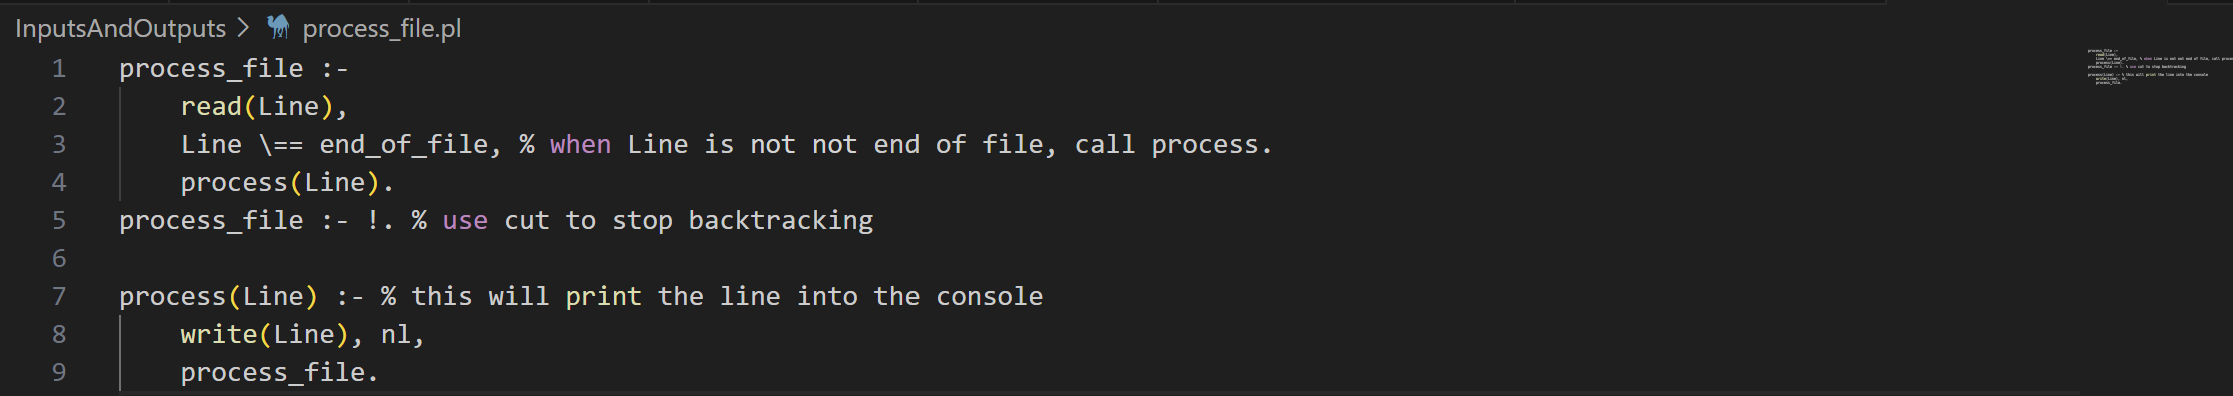 InputsAndOutputs > process_file.pl
1 process_file :-
2 read(Line),
3 Line \== end_of_file, % when Line is not not end of file, call process.
4 process(Line).
5 process_file :- !. % use cut to stop backtracking
6
7 process(Line) :- % this will print the line into the console
8 write(Line), nl,
9 process_file.